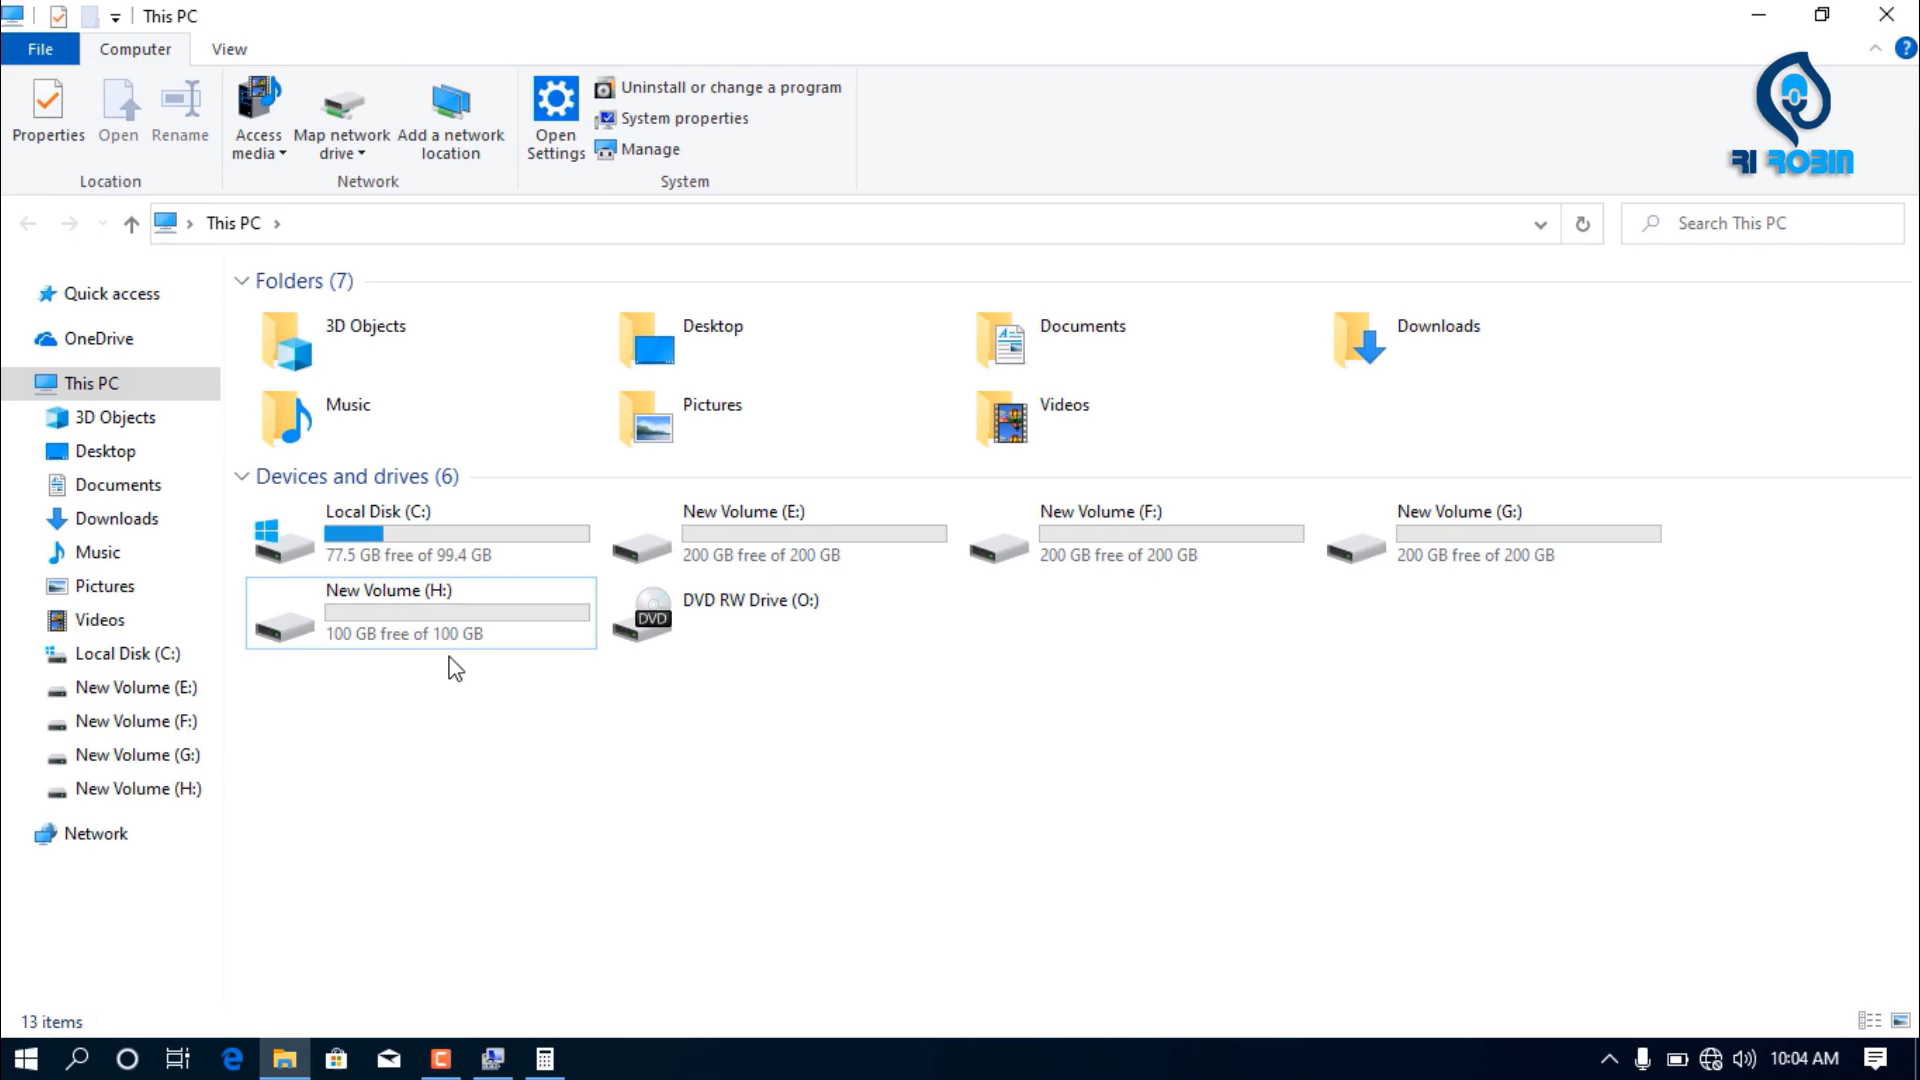 This PC
File Computer View
Properties Open Rename
Access media Map network drive Add a network location
Open Settings
Uninstall or change a program
System properties
Manage
Location Network System
RI ROBIN
This PC
Search This PC
Quick access
OneDrive
This PC
3D Objects
Desktop
Documents
Downloads
Music
Pictures
Videos
Local Disk (C:)
New Volume (E:)
New Volume (F:)
New Volume (G:)
New Volume (H:)
Network
Folders (7)
3D Objects Desktop Documents Downloads
Music Pictures Videos
Devices and drives (6)
Local Disk (C:) New Volume (E:) New Volume (F:) New Volume (G:)
77.5 GB free of 99.4 GB 200 GB free of 200 GB 200 GB free of 200 GB 200 GB free of 200 GB
New Volume (H:) DVD RW Drive (O:)
DVD
100 GB free of 100 GB
13 items
10:04 AM